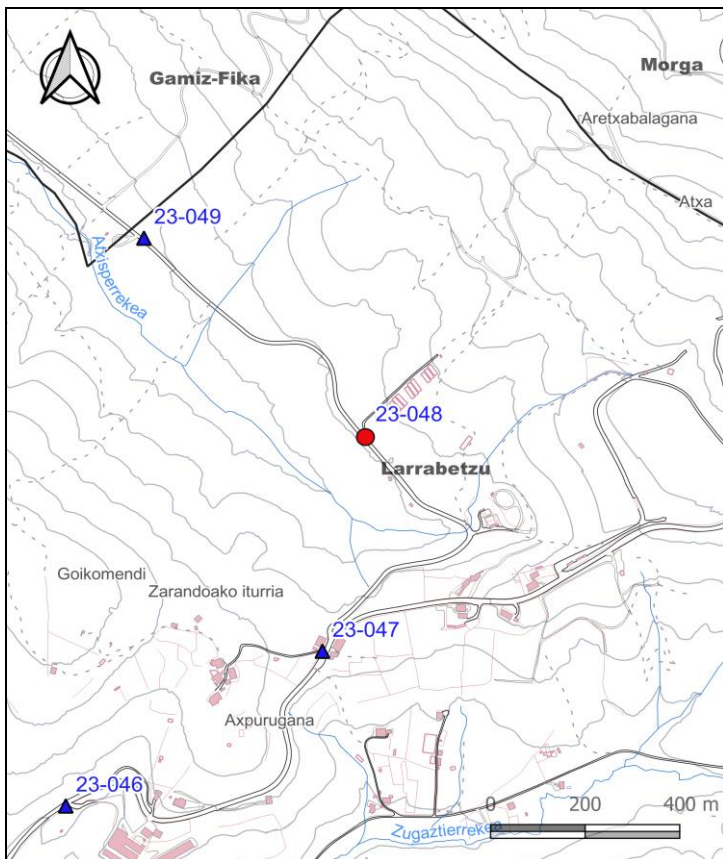 Gamiz-Fika
Morga
Aretxabalagana
Atxa
23-049
Atxisperrekea
23-048
Larrabetzu
Goikomendi
Zarandoako iturria
23-047
Axpurugana
23-046
0 200 400 m
Zugaztierrekea